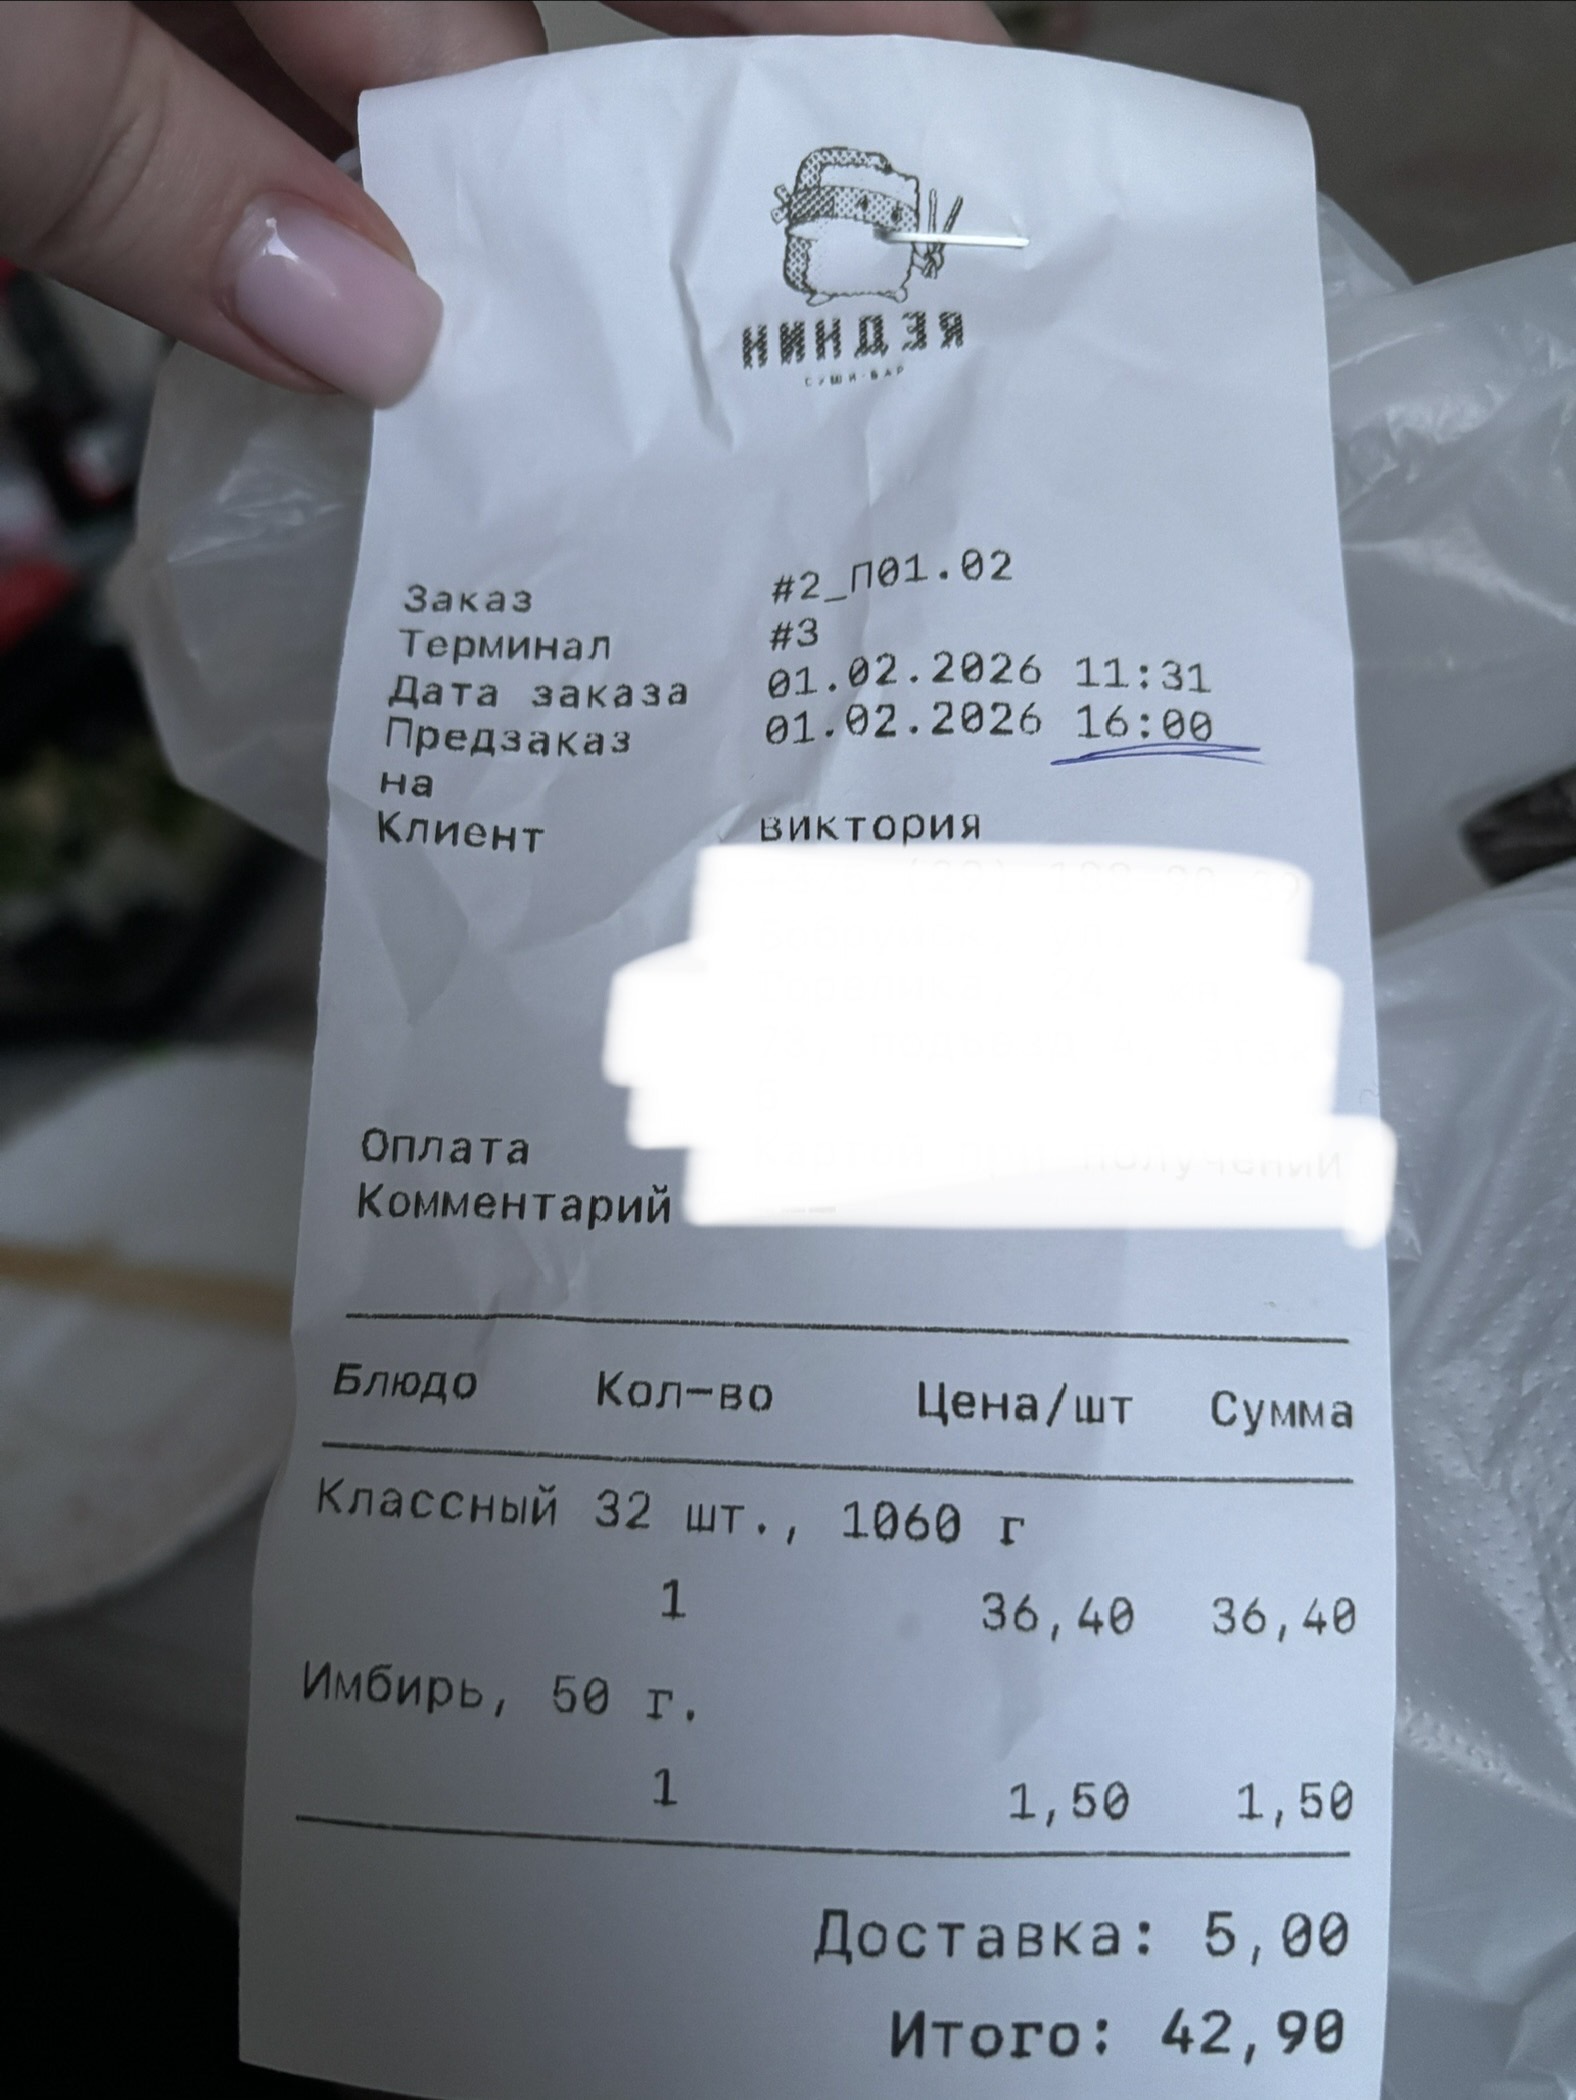 НИНДЗЯ
СУШИ-БАР
Заказ #2_П01.02
Терминал #3
Дата заказа 01.02.2026 11:31
Предзаказ 01.02.2026 16:00
на
Клиент виктория
Оплата
Комментарий
Блюдо Кол-во Цена/шт Сумма
Классный 32 шт., 1060 г
1 36,40 36,40
Имбирь, 50 г.
1 1,50 1,50
Доставка: 5,00
Итого: 42,90